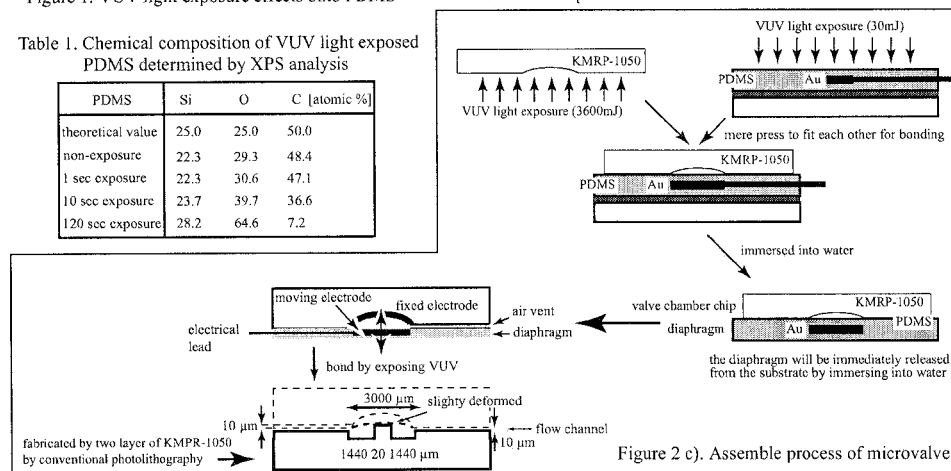 Figure 1. VUV light exposure effects onto PDMS
Table 1. Chemical composition of VUV light exposed
PDMS determined by XPS analysis
PDMS Si O C [atomic %]
theoretical value 25.0 25.0 50.0
non-exposure 22.3 29.3 48.4
1 sec exposure 22.3 30.6 47.1
10 sec exposure 23.7 39.7 36.6
120 sec exposure 28.2 64.6 7.2
KMRP-1050
VUV light exposure (3600mJ)
VUV light exposure (30mJ)
PDMS Au
mere press to fit each other for bonding
KMRP-1050
PDMS Au
immersed into water
valve chamber chip
KMRP-1050
diaphragm
Au
PDMS
the diaphragm will be immediately released
from the substrate by immersing into water
moving electrode
fixed electrode
air vent
diaphragm
electrical
lead
bond by exposing VUV
3000 µm
slighty deformed
10 µm
flow channel
10 µm
fabricated by two layer of KMPR-1050
by conventional photolithography
1440 20 1440 µm
Figure 2 c). Assemble process of microvalve